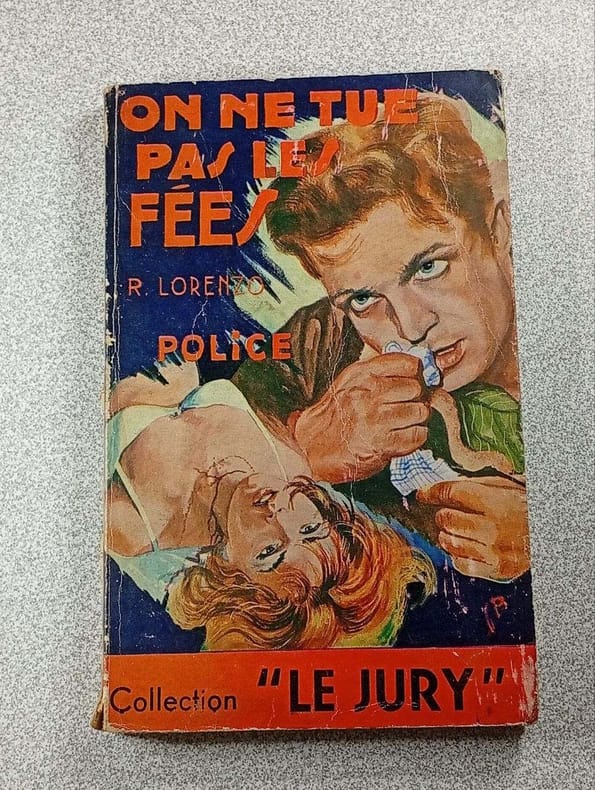 ON NE TUE
PAS LES
FÉES
R. LORENZO
POLICE
Collection "LE JURY"